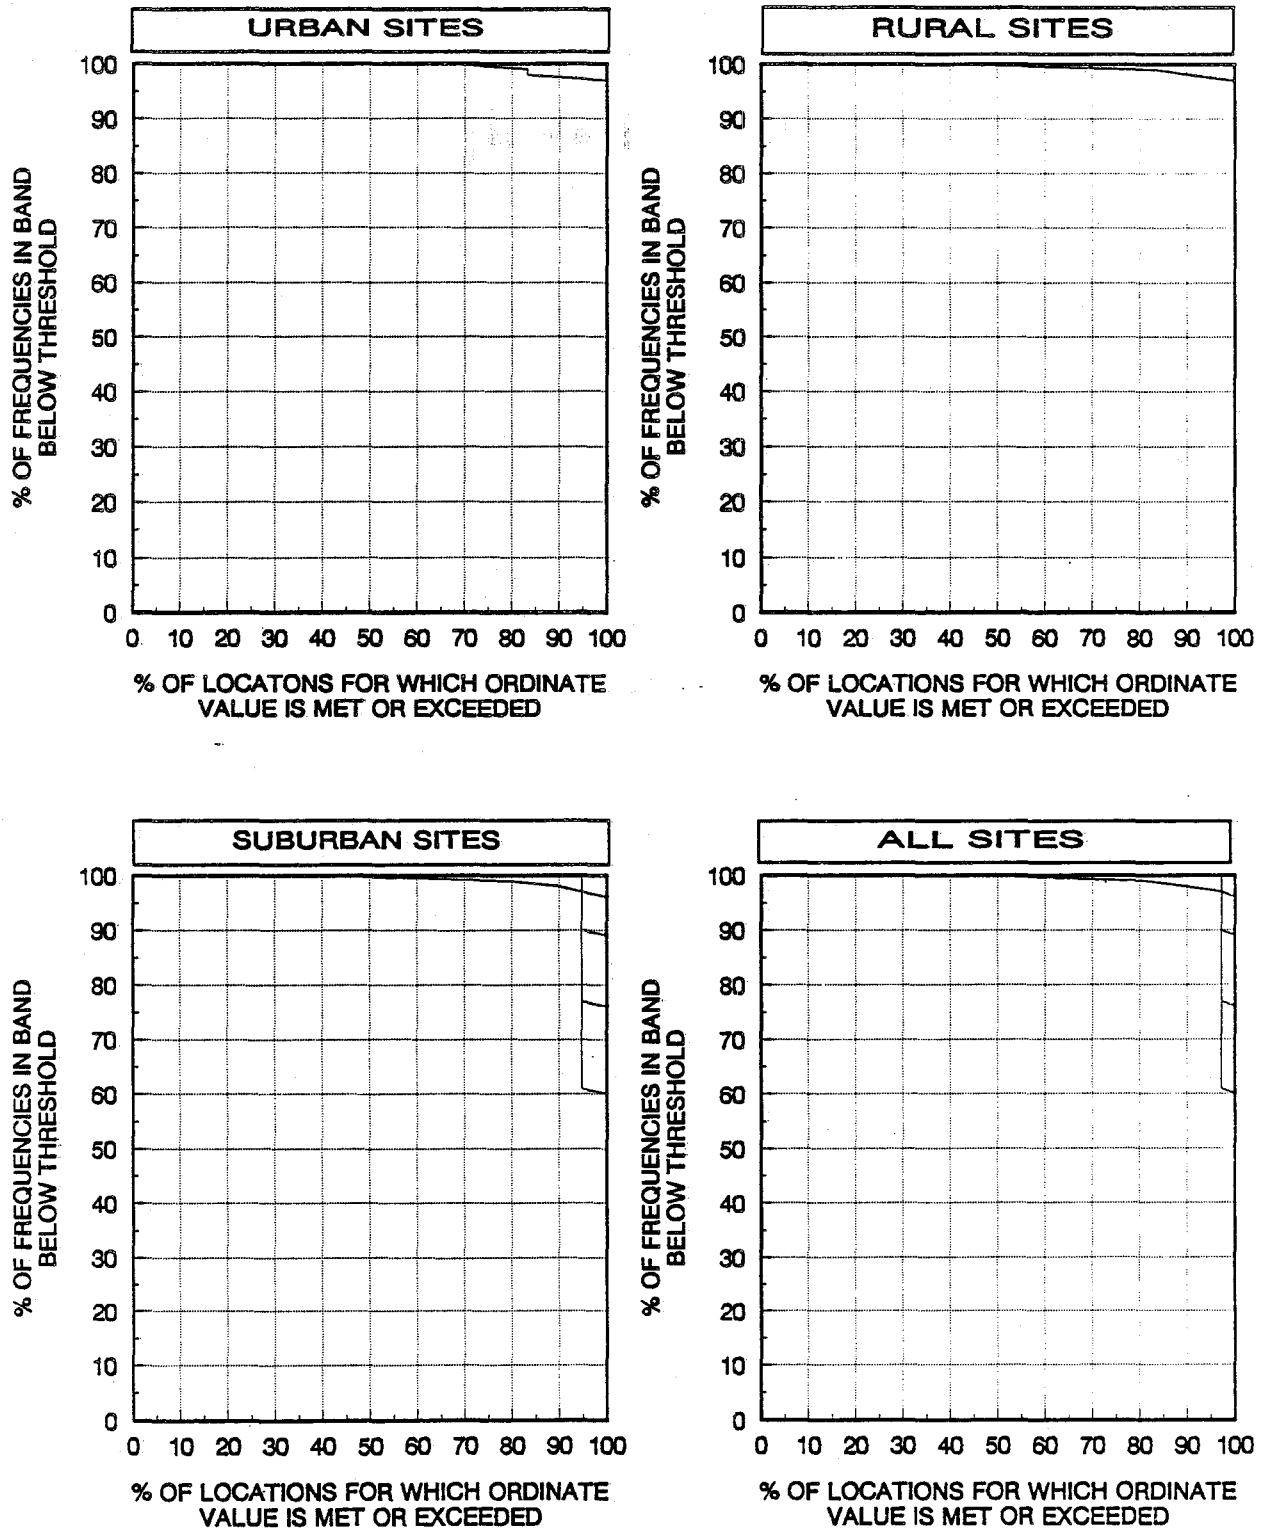 URBAN SITES
100
90
80
70
60
50
40
30
20
10
0
0 10 20 30 40 50 60 70 80 90 100
% OF FREQUENCIES IN BAND
BELOW THRESHOLD
% OF LOCATONS FOR WHICH ORDINATE
VALUE IS MET OR EXCEEDED
RURAL SITES
100
90
80
70
60
50
40
30
20
10
0
0 10 20 30 40 50 60 70 80 90 100
% OF FREQUENCIES IN BAND
BELOW THRESHOLD
% OF LOCATIONS FOR WHICH ORDINATE
VALUE IS MET OR EXCEEDED
SUBURBAN SITES
100
90
80
70
60
50
40
30
20
10
0
0 10 20 30 40 50 60 70 80 90 100
% OF FREQUENCIES IN BAND
BELOW THRESHOLD
% OF LOCATIONS FOR WHICH ORDINATE
VALUE IS MET OR EXCEEDED
ALL SITES
100
90
80
70
60
50
40
30
20
10
0
0 10 20 30 40 50 60 70 80 90 100
% OF FREQUENCIES IN BAND
BELOW THRESHOLD
% OF LOCATIONS FOR WHICH ORDINATE
VALUE IS MET OR EXCEEDED